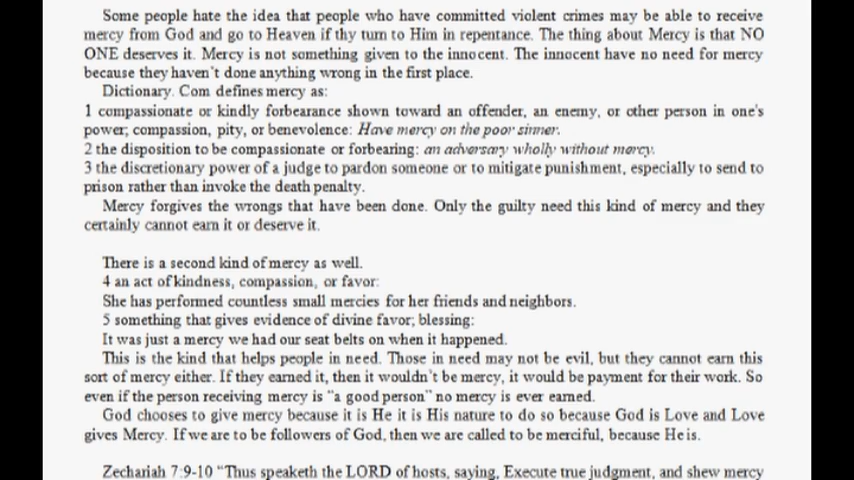 Some people hate the idea that people who have committed violent crimes may be able to receive
mercy from God and go to Heaven if thy turn to Him in repentance. The thing about Mercy is that NO
ONE deserves it. Mercy is not something given to the innocent. The innocent have no need for mercy
because they haven't done anything wrong in the first place.
Dictionary. Com defines mercy as:
1 compassionate or kindly forbearance shown toward an offender, an enemy, or other person in one's
power; compassion, pity, or benevolence: Have mercy on the poor sinner.
2 the disposition to be compassionate or forbearing: an adversary wholly without mercy.
3 the discretionary power of a judge to pardon someone or to mitigate punishment, especially to send to
prison rather than invoke the death penalty.
Mercy forgives the wrongs that have been done. Only the guilty need this kind of mercy and they
certainly cannot earn it or deserve it.
There is a second kind of mercy as well.
4 an act of kindness, compassion, or favor:
She has performed countless small mercies for her friends and neighbors.
5 something that gives evidence of divine favor; blessing:
It was just a mercy we had our seat belts on when it happened.
This is the kind that helps people in need. Those in need may not be evil, but they cannot earn this
sort of mercy either. If they earned it, then it wouldn't be mercy, it would be payment for their work. So
even if the person receiving mercy is "a good person" no mercy is ever earned.
God chooses to give mercy because it is He it is His nature to do so because God is Love and Love
gives Mercy. If we are to be followers of God, then we are called to be merciful, because He is.
Zechariah 7:9-10 "Thus speaketh the LORD of hosts, saying, Execute true judgment, and shew mercy